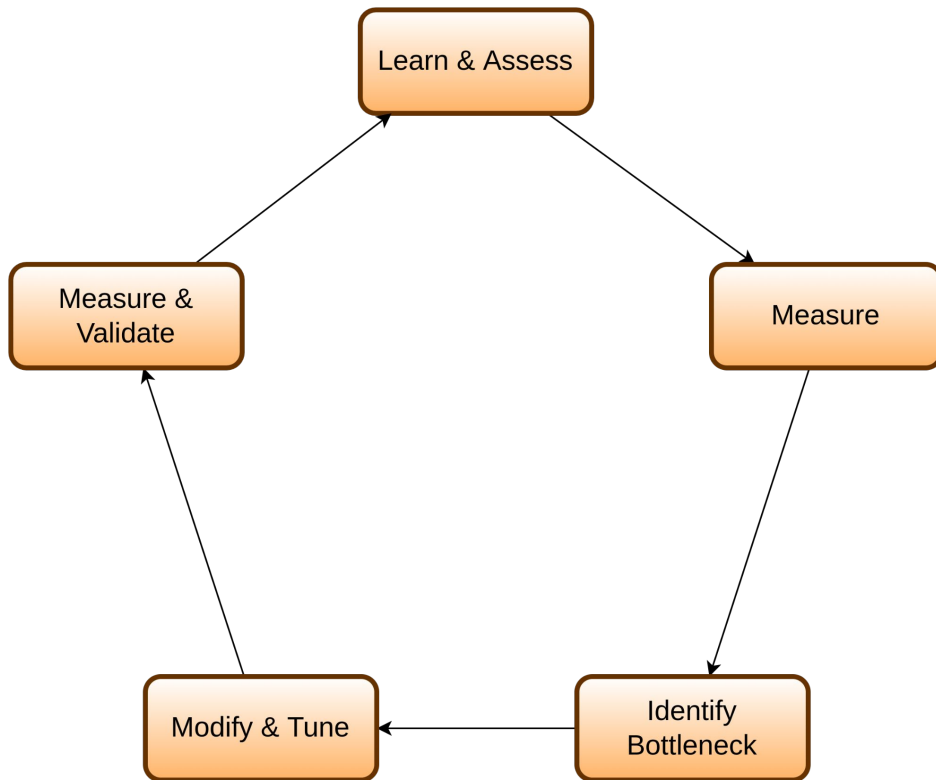 Learn & Assess
Measure &
Validate
Measure
Modify & Tune
Identify
Bottleneck